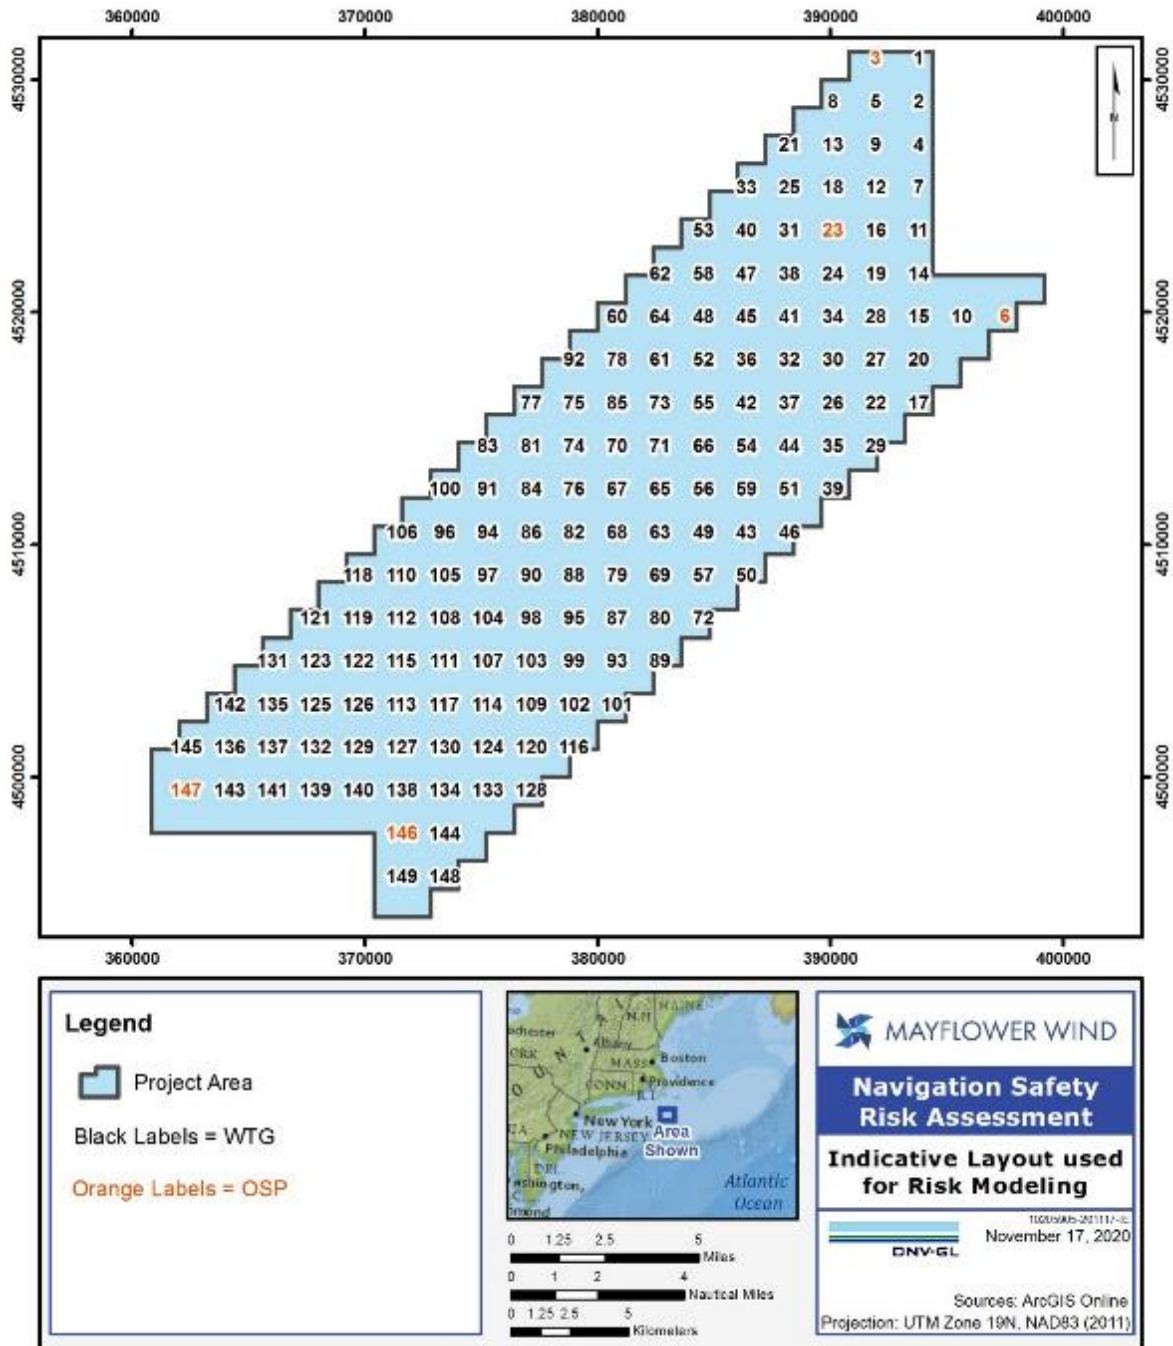 360000 370000 380000 390000 400000
4530000 4530000
3 1
8 5 2
N
21 13 9 4
33 25 18 12 7
53 40 31 23 16 11
62 58 47 38 24 19 14
4520000 60 64 48 45 41 34 28 15 10 6 4520000
92 78 61 52 36 32 30 27 20
77 75 85 73 55 42 37 26 22 17
83 81 74 70 71 66 54 44 35 29
100 91 84 76 67 65 56 59 51 39
4510000 106 96 94 86 82 68 63 49 43 46 4510000
118 110 105 97 90 88 79 69 57 50
121 119 112 108 104 98 95 87 80 72
131 123 122 115 111 107 103 99 93 89
142 135 125 126 113 117 114 109 102 101
145 136 137 132 129 127 130 124 120 116
4500000 147 143 141 139 140 138 134 133 128 4500000
146 144
149 148
360000 370000 380000 390000 400000
Legend
Project Area
Black Labels = WTG
Orange Labels = OSP
MAINE
N.H
Albany
MASS Boston
CONN Providence
R.I.
New York
NEW JERSEY
Philadelphia
DEL.
Area
Shown
Atlantic
Ocean
0 1.25 2.5 5
Miles
0 1 2 4
Nautical Miles
0 1.25 2.5 5
Kilometers
MAYFLOWER WIND
Navigation Safety
Risk Assessment
Indicative Layout used
for Risk Modeling
November 17, 2020
DNV·GL
Sources: ArcGIS Online
Projection: UTM Zone 19N, NAD83 (2011)